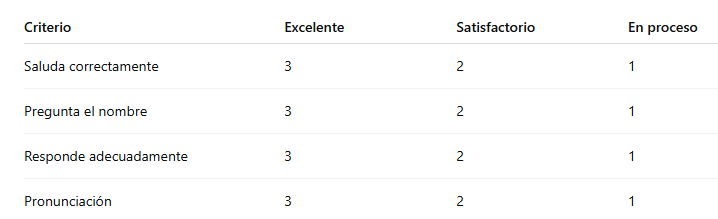 Criterio Excelente Satisfactorio En proceso
Saluda correctamente 3 2 1
Pregunta el nombre 3 2 1
Responde adecuadamente 3 2 1
Pronunciación 3 2 1